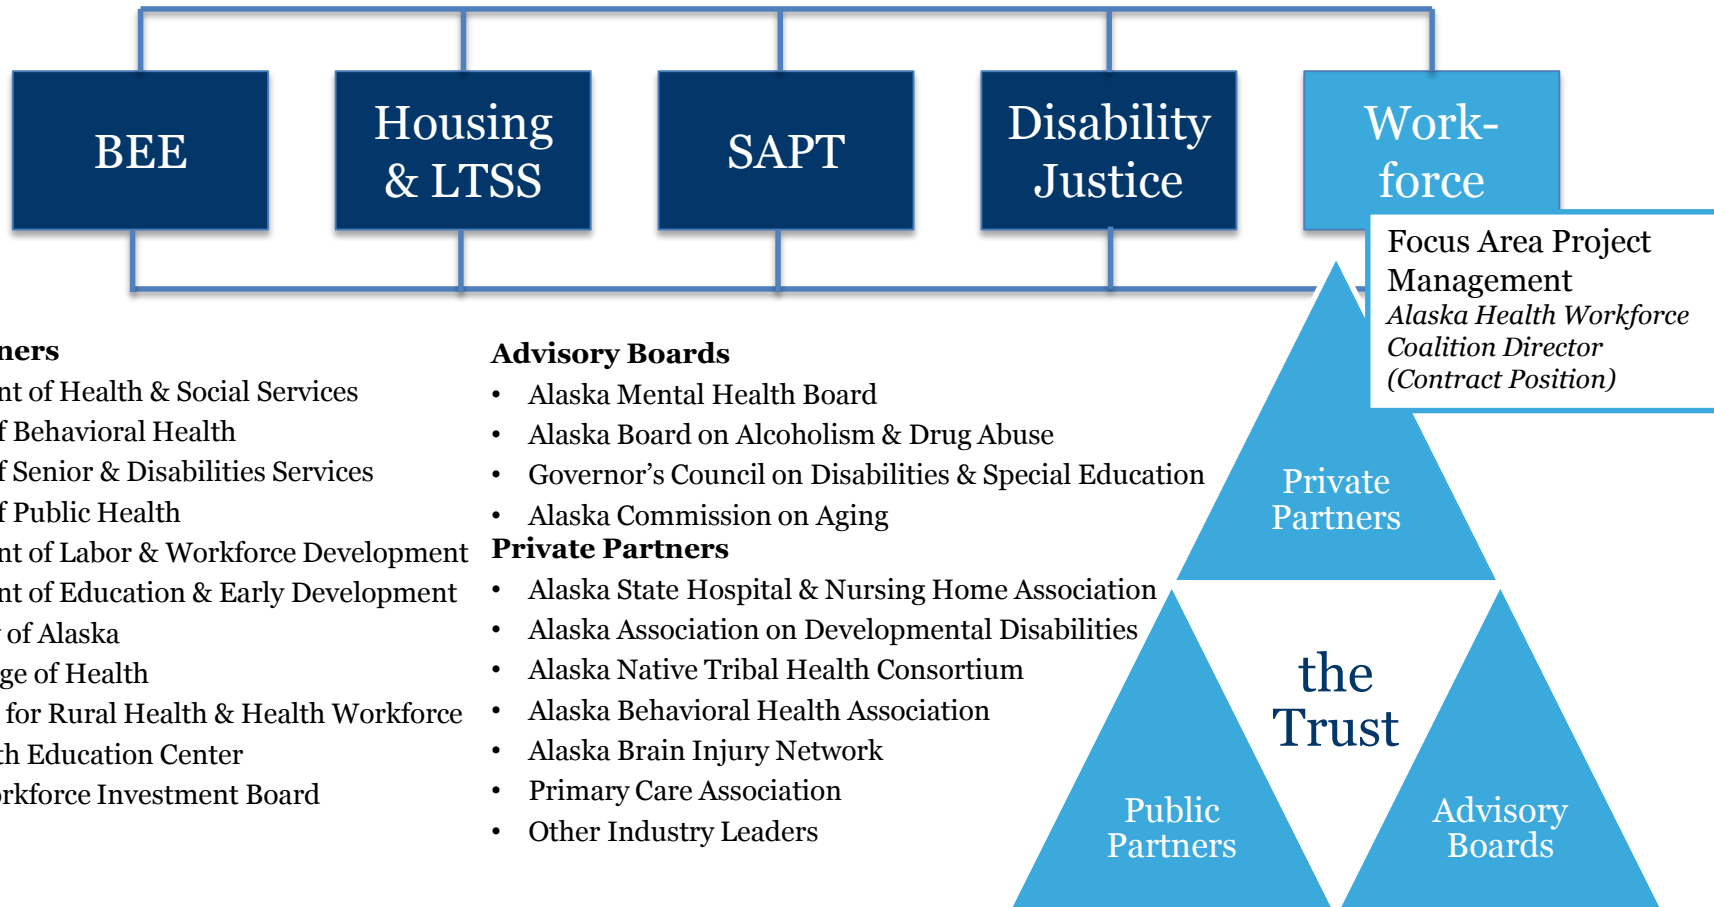 BEE
Housing
& LTSS
SAPT
Disability
Justice
Work-
force
Focus Area Project
Management
Alaska Health Workforce
Coalition Director
(Contract Position)
ners
nt of Health & Social Services
f Behavioral Health
f Senior & Disabilities Services
f Public Health
nt of Labor & Workforce Development
nt of Education & Early Development
of Alaska
ge of Health
for Rural Health & Health Workforce
th Education Center
orkforce Investment Board
Advisory Boards
• Alaska Mental Health Board
• Alaska Board on Alcoholism & Drug Abuse
• Governor’s Council on Disabilities & Special Education
• Alaska Commission on Aging
Private Partners
• Alaska State Hospital & Nursing Home Association
• Alaska Association on Developmental Disabilities
• Alaska Native Tribal Health Consortium
• Alaska Behavioral Health Association
• Alaska Brain Injury Network
• Primary Care Association
• Other Industry Leaders
Private
Partners
the
Trust
Public
Partners
Advisory
Boards